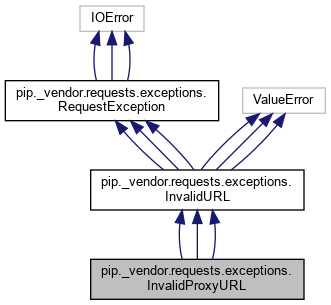 IOError
pip._vendor.requests.exceptions.
RequestException
ValueError
pip._vendor.requests.exceptions.
InvalidURL
pip._vendor.requests.exceptions.
InvalidProxyURL